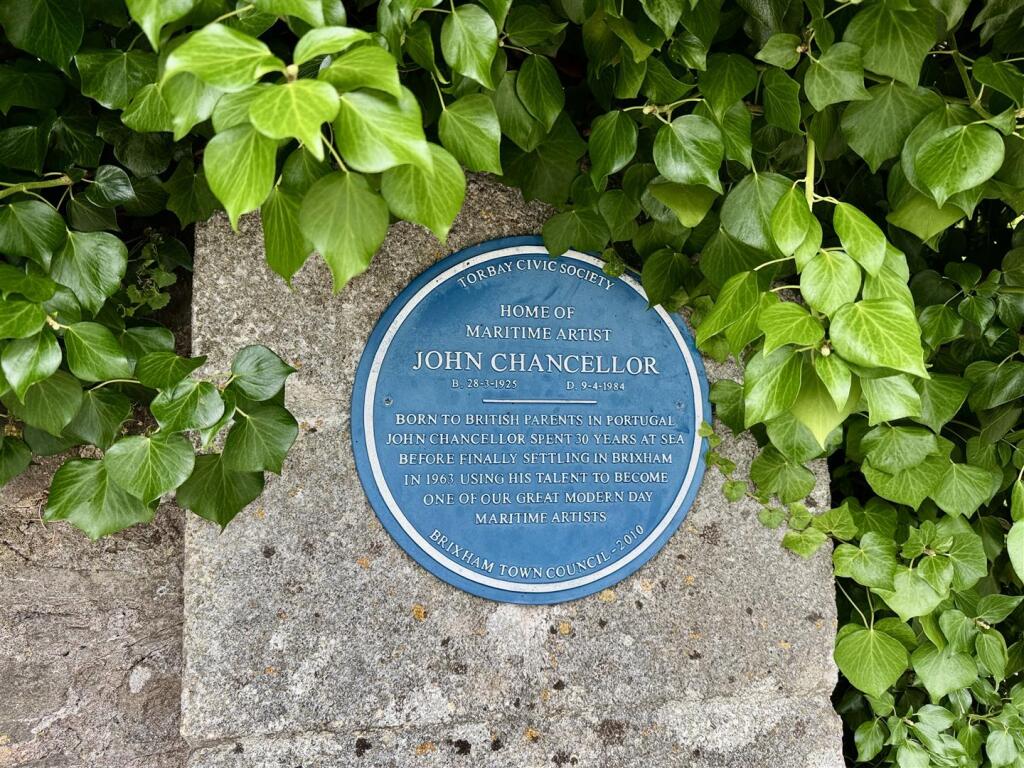 TORBAY CIVIC SOCIETY
HOME OF
MARITIME ARTIST
JOHN CHANCELLOR
B. 28-3-1925 D. 9-4-1984
BORN TO BRITISH PARENTS IN PORTUGAL
JOHN CHANCELLOR SPENT 30 YEARS AT SEA
BEFORE FINALLY SETTLING IN BRIXHAM
IN 1963 USING HIS TALENT TO BECOME
ONE OF OUR GREAT MODERN DAY
MARITIME ARTISTS
BRIXHAM TOWN COUNCIL - 2010